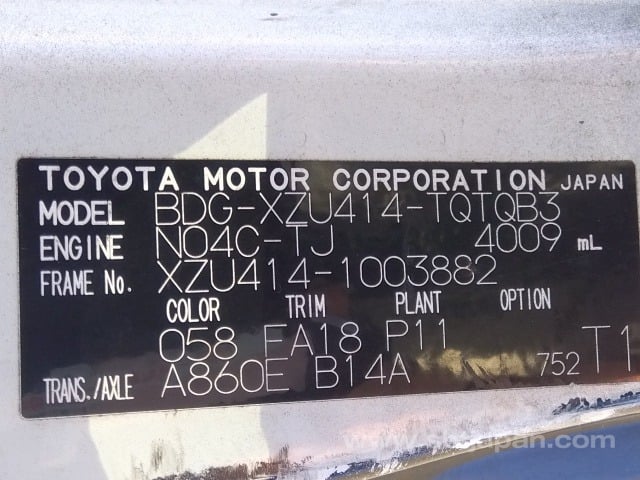 TOYOTA MOTOR CORPORATION JAPAN
MODEL BDG-XZU414-TQTQB3
ENGINE N04C-TJ 4009 mL
FRAME No. XZU414-1003882
COLOR TRIM PLANT OPTION
058 FA18 P11
TRANS./AXLE A860E B14A 752 T1